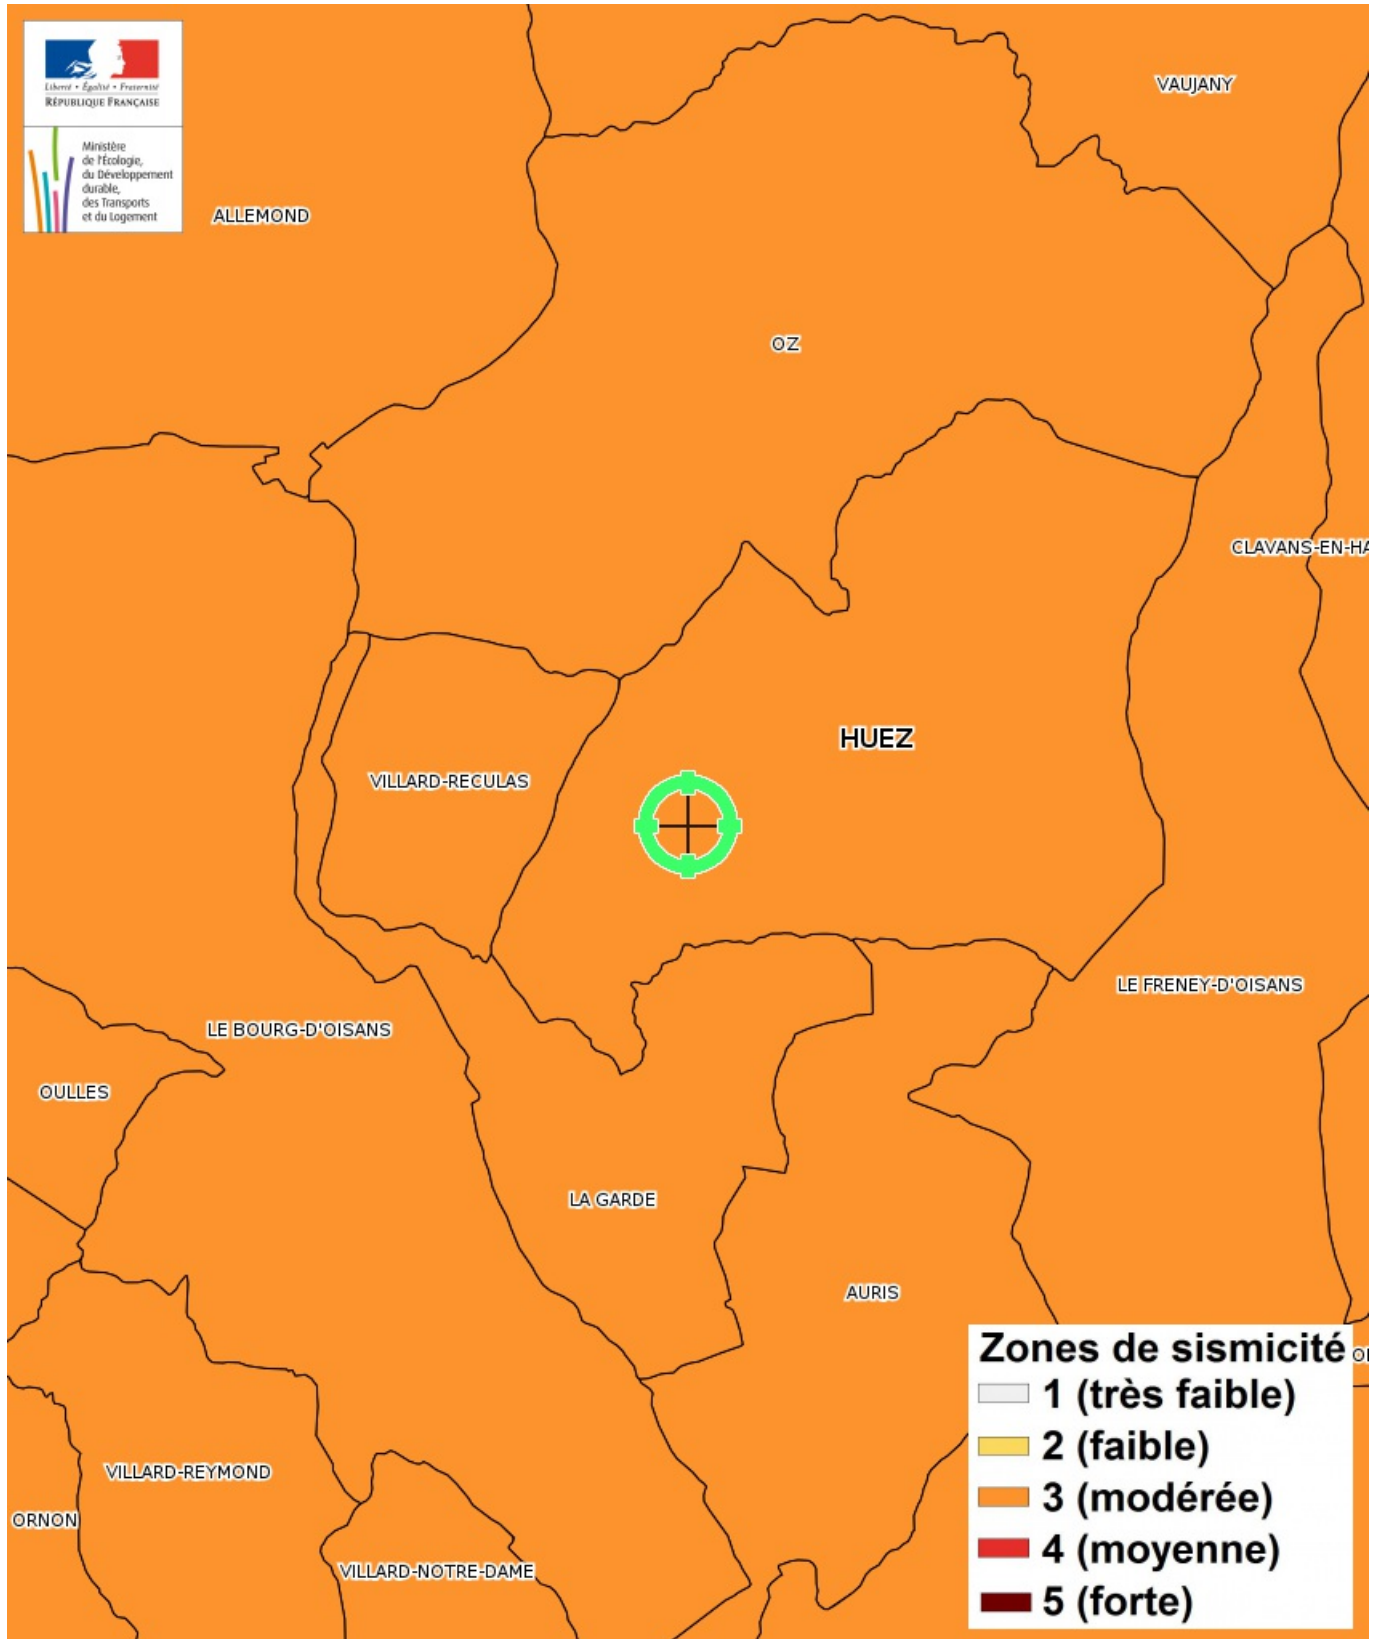 Liberté • Égalité • Fraternité
RÉPUBLIQUE FRANÇAISE
Ministère
de l'Écologie,
du Développement
durable,
des Transports
et du Logement
VAUJANY
ALLEMOND
OZ
CLAVANS-EN-HA
HUEZ
VILLARD-RECULAS
LE FRENEY-D'OISANS
LE BOURG-D'OISANS
OULLES
LA GARDE
AURIS
VILLARD-REYMOND
ORNON
VILLARD-NOTRE-DAME
Zones de sismicité
1 (très faible)
2 (faible)
3 (modérée)
4 (moyenne)
5 (forte)